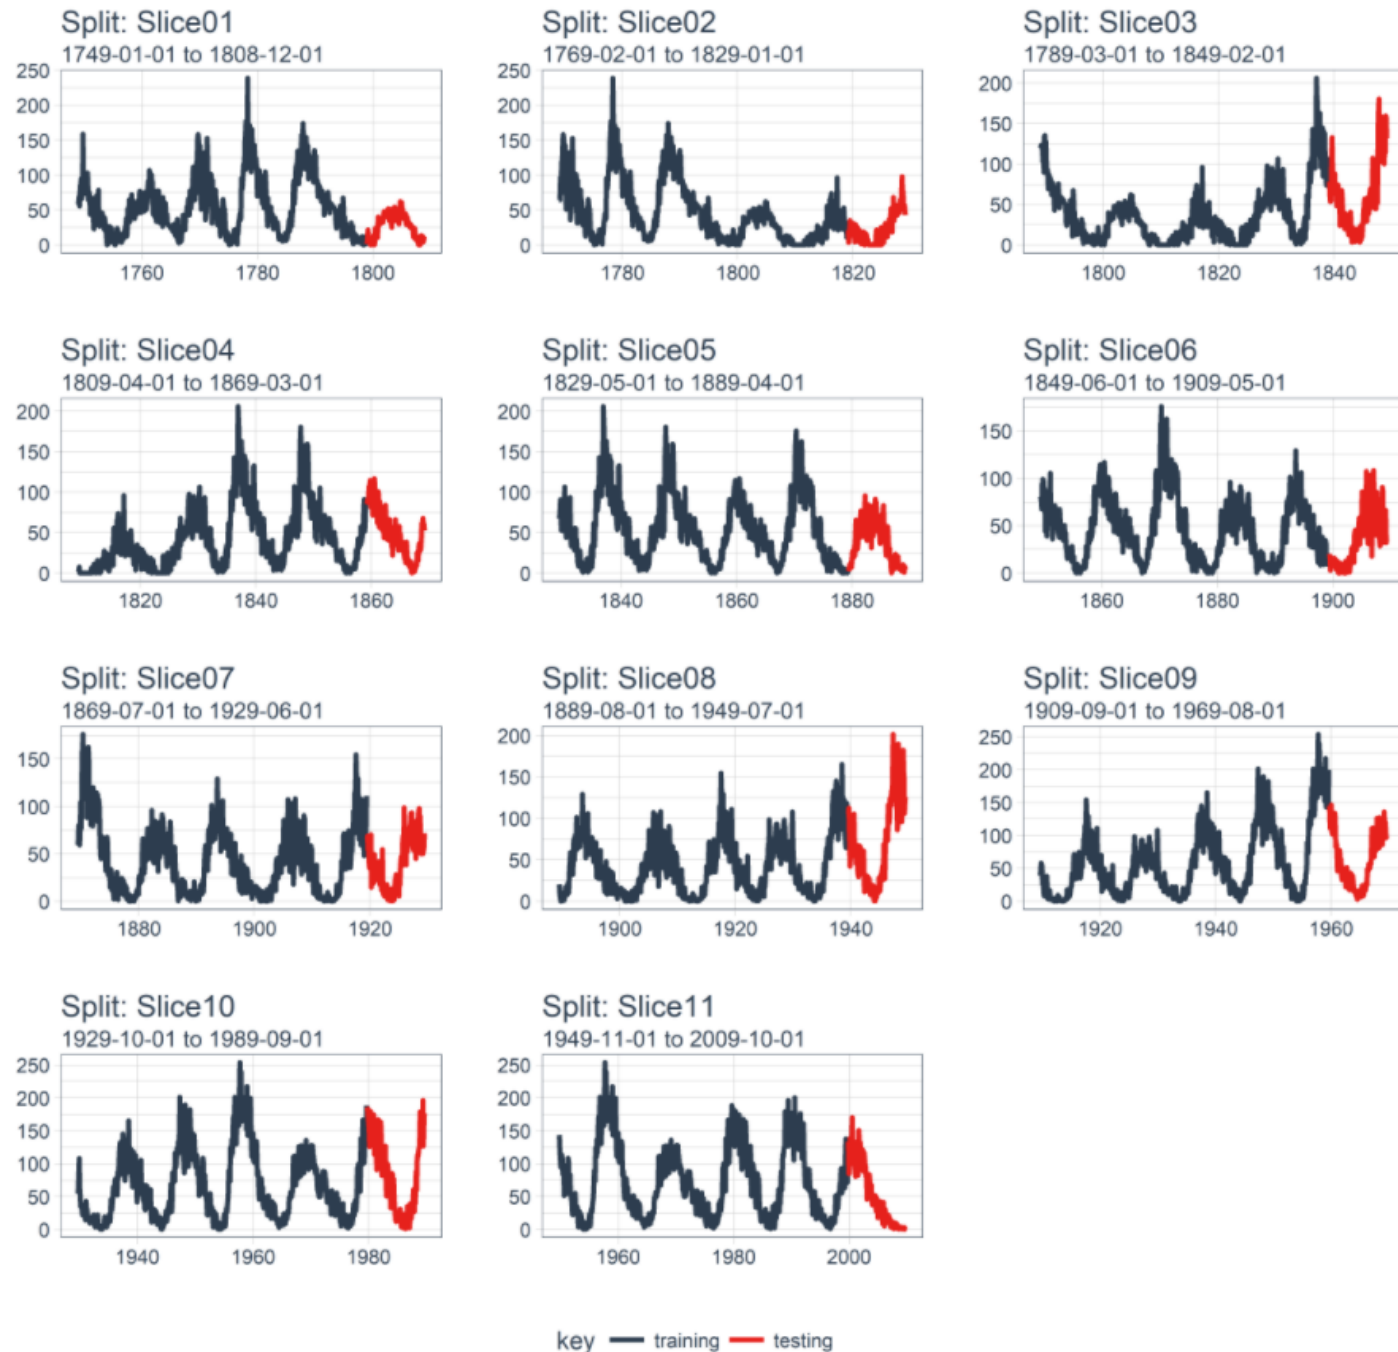 Split: Slice01
1749-01-01 to 1808-12-01
250
200
150
100
50
0
1760 1780 1800
Split: Slice02
1769-02-01 to 1829-01-01
250
200
150
100
50
0
1780 1800 1820
Split: Slice03
1789-03-01 to 1849-02-01
200
150
100
50
0
1800 1820 1840
Split: Slice04
1809-04-01 to 1869-03-01
200
150
100
50
0
1820 1840 1860
Split: Slice05
1829-05-01 to 1889-04-01
200
150
100
50
0
1840 1860 1880
Split: Slice06
1849-06-01 to 1909-05-01
150
100
50
0
1860 1880 1900
Split: Slice07
1869-07-01 to 1929-06-01
150
100
50
0
1880 1900 1920
Split: Slice08
1889-08-01 to 1949-07-01
200
150
100
50
0
1900 1920 1940
Split: Slice09
1909-09-01 to 1969-08-01
250
200
150
100
50
0
1920 1940 1960
Split: Slice10
1929-10-01 to 1989-09-01
250
200
150
100
50
0
1940 1960 1980
Split: Slice11
1949-11-01 to 2009-10-01
250
200
150
100
50
0
1960 1980 2000
key training testing